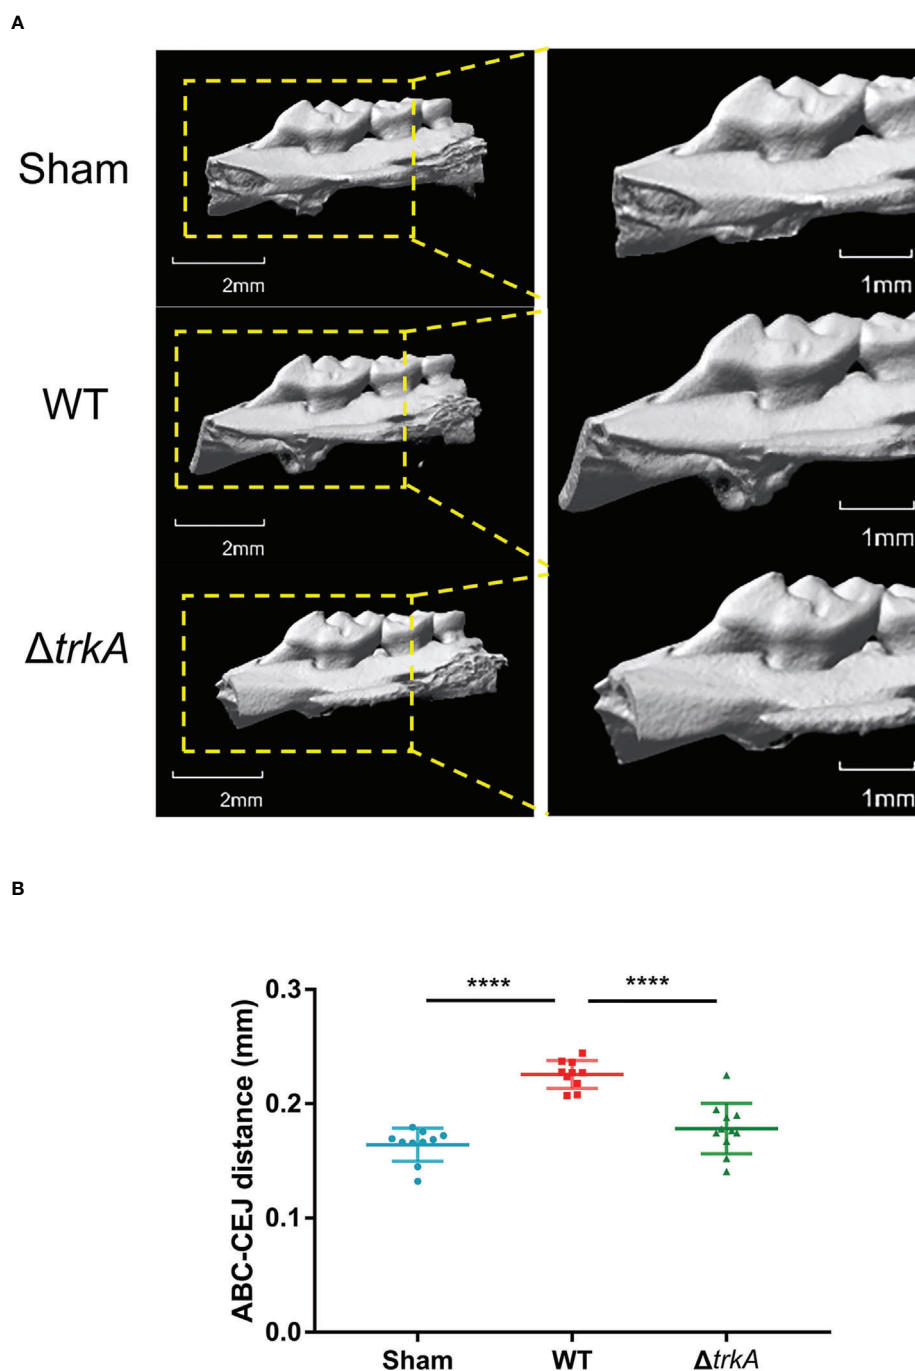 A
Sham
2mm
1mm
WT
2mm
1mm
ΔtrkA
2mm
1mm
B
ABC-CEJ distance (mm)
0.3
0.2
0.1
0.0
****
****
Sham
WT
ΔtrkA